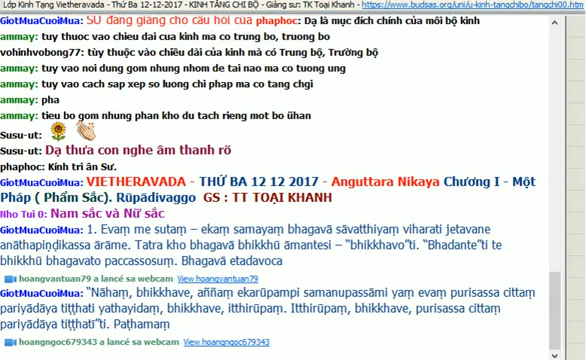 Lớp Kinh Tạng Vietheravada - Thứ Ba 12-12-2017 - KINH TĂNG CHI BỘ - Giảng sư: TK Toại Khanh - https://www.budsas.org/uni/u-kinh-tangchibo/tangchi00.htm
GiotMuaCuoiMua: SƯ đang giảng cho câu hỏi của phaphoc: Dạ là mục đích chính của mỗi bộ kinh
ammay: tuy thuoc vao chieu dai cua kinh ma co trung bo, truong bo
vohinhvobong77: tùy thuộc vào chiều dài của kinh mà có Trung bộ, Trường bộ
ammay: tuy vao noi dung gom nhung nhom de tai nao ma co tuong ung
ammay: tuy vao cach sap xep so luong chi phap ma co tang chgi
ammay: pha
ammay: tieu bo gom nhung phan kho du tach rieng mot bo ühan
Susu-ut:
Susu-ut: Dạ thưa con nghe âm thanh rõ
phaphoc: Kính tri ân Sư.
GiotMuaCuoiMua: VIETHERAVADA - THỨ BA 12 12 2017 - Anguttara Nikaya Chương I - Một
Pháp ( Phẩm Sắc). Rūpādivaggo  GS : TT TOẠI KHANH
Nho Tui 0: Nam sắc và Nữ sắc
GiotMuaCuoiMua: 1. Evaṃ me sutaṃ – ekaṃ samayaṃ bhagavā sāvatthiyaṃ viharati jetavane
anāthapiṇḍikassa ārāme. Tatra kho bhagavā bhikkhū āmantesi – “bhikkhavo”ti. “Bhadante”ti te
bhikkhū bhagavato paccassosuṃ. Bhagavā etadavoca
hoangvantuan79 a lancé sa webcam View hoangvantuan79
GiotMuaCuoiMua: “Nāhaṃ, bhikkhave, aññaṃ ekarūpampi samanupassāmi yaṃ evaṃ purisassa cittaṃ
pariyādāya tiṭṭhati yathayidaṃ, bhikkhave, itthirūpaṃ. Itthirūpaṃ, bhikkhave, purisassa cittaṃ
pariyādāya tiṭṭhatī”ti. Paṭhamaṃ
hoangngoc679343 a lancé sa webcam View hoangngoc679343